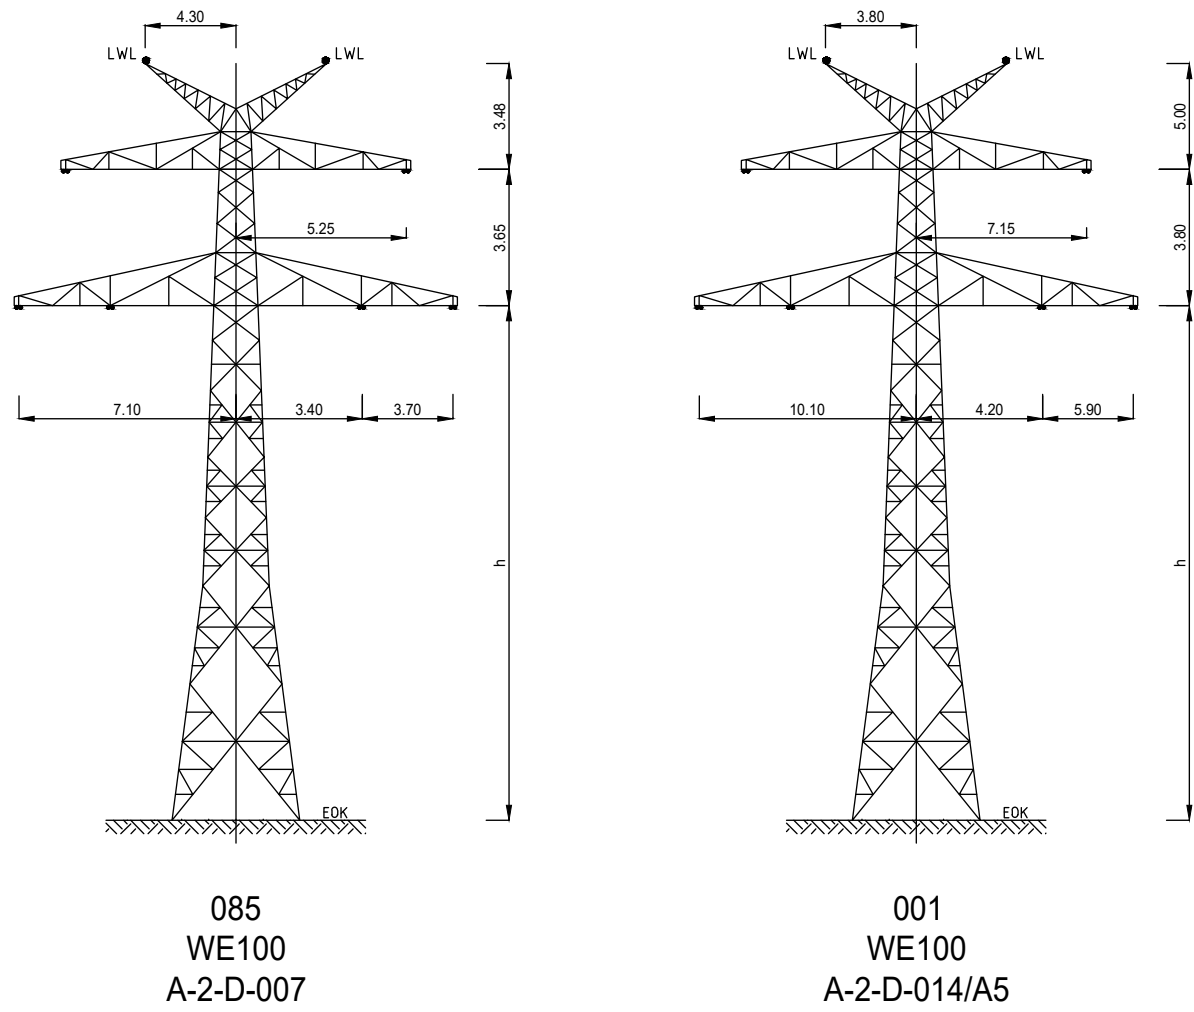 4.30
LWL
LWL
3.48
3.65
5.25
7.10
3.40
3.70
h
EOK
085
WE100
A-2-D-007
3.80
LWL
LWL
5.00
3.80
7.15
10.10
4.20
5.90
h
EOK
001
WE100
A-2-D-014/A5